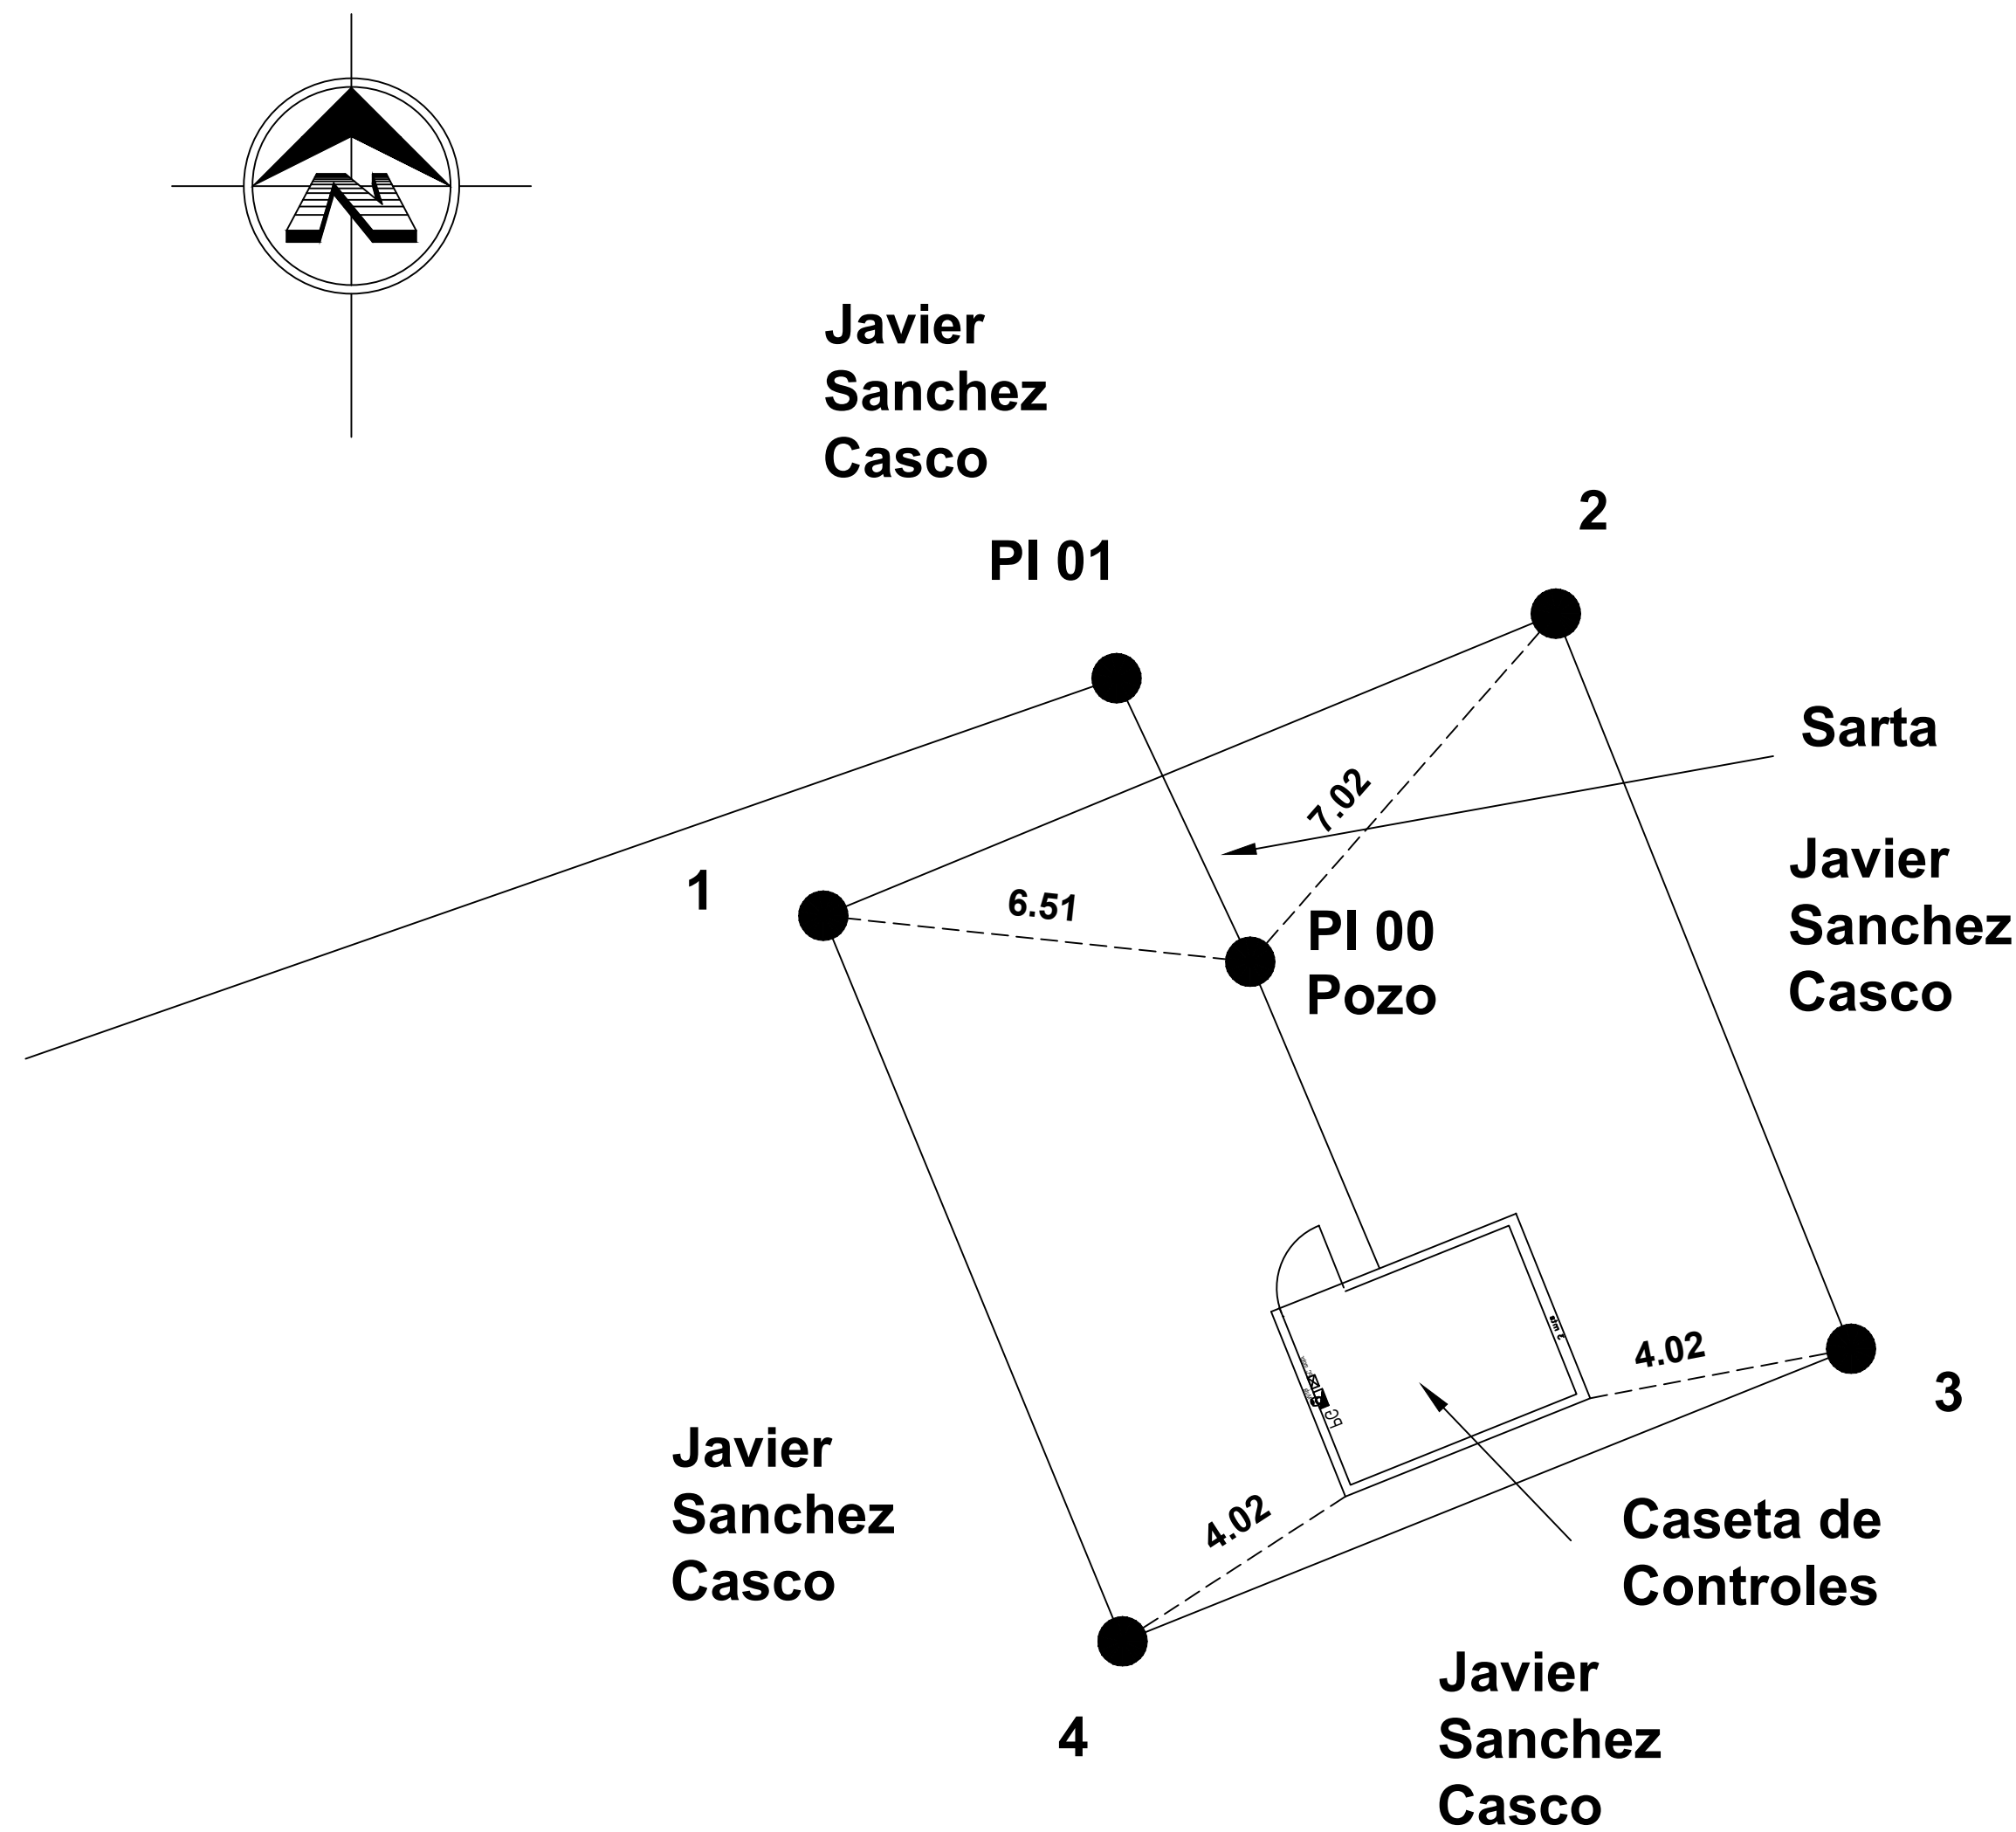 N
Javier
Sanchez
Casco
2
PI 01
Sarta
7.02
1
6.51
Javier
Sanchez
Casco
PI 00
Pozo
4.02
3
Javier
Sanchez
Casco
4.02
Caseta de
Controles
4
Javier
Sanchez
Casco